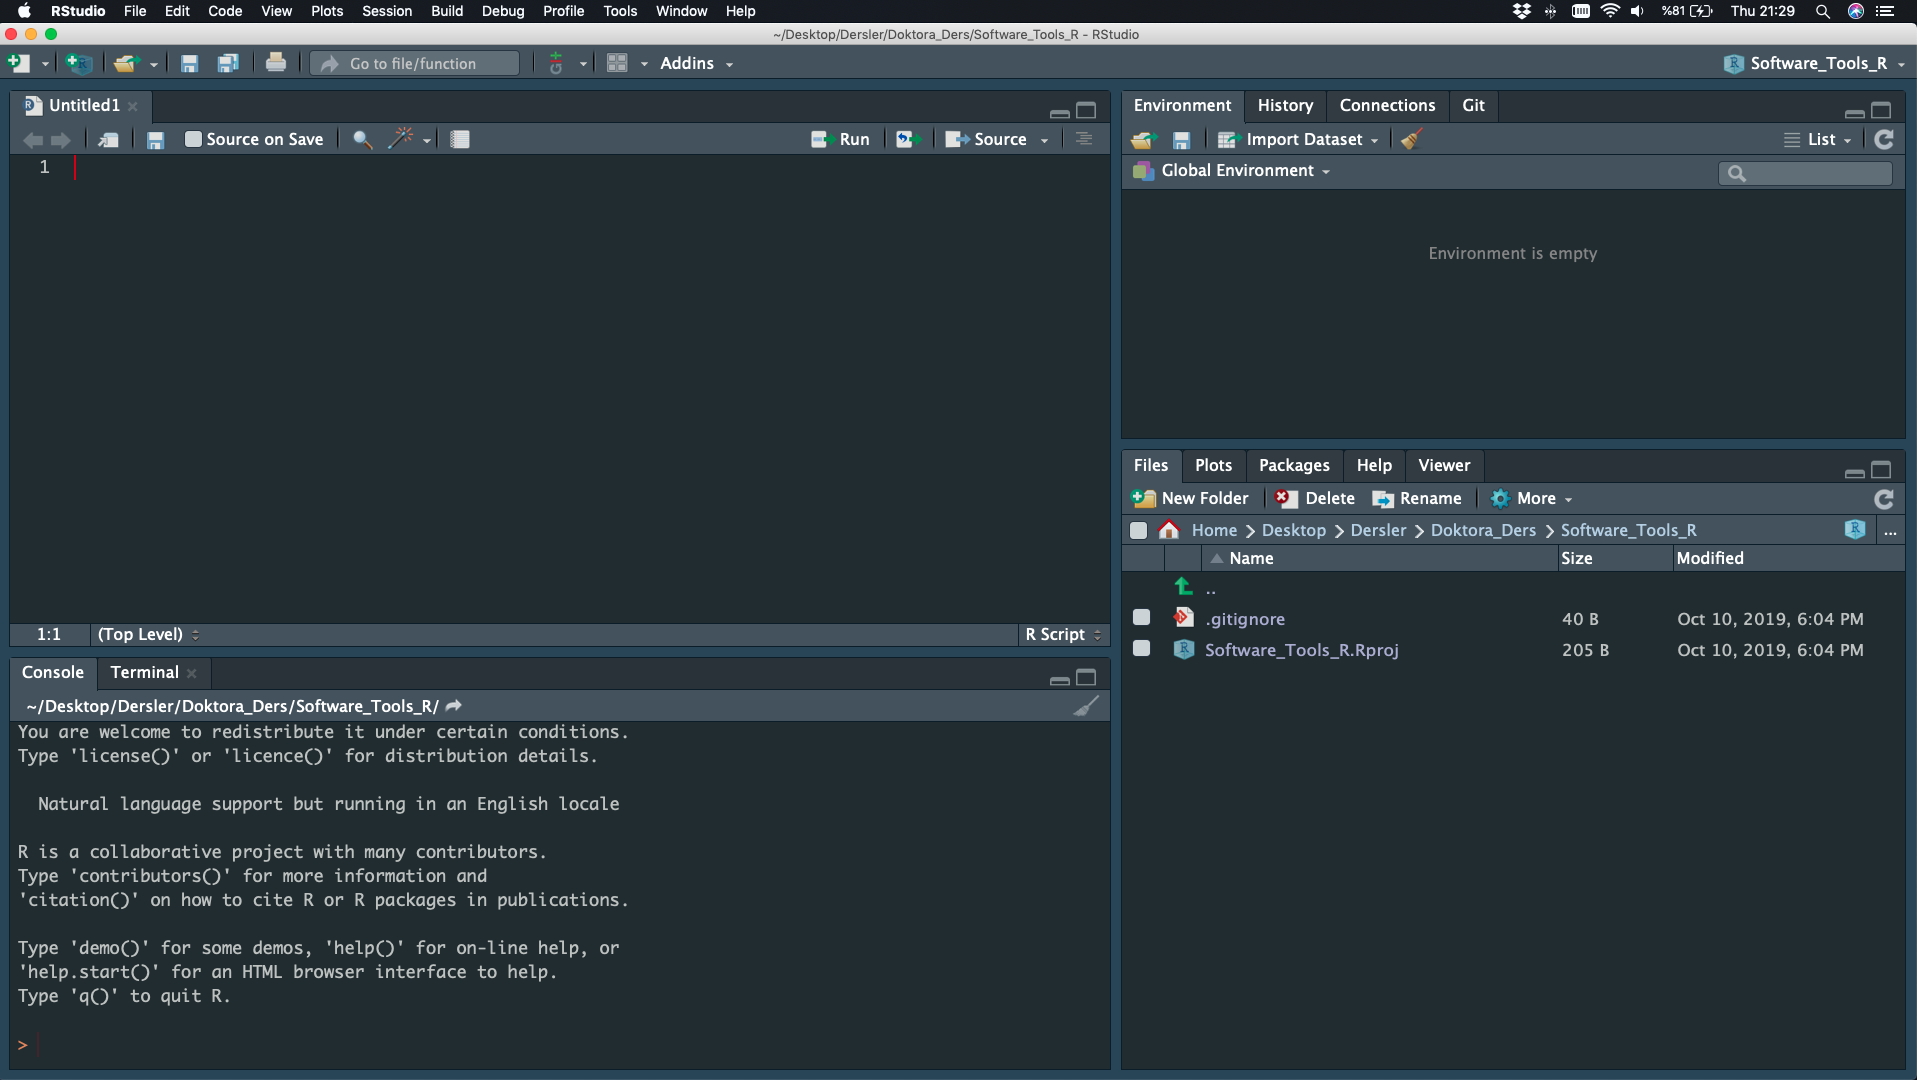 RStudio File Edit Code View Plots Session Build Debug Profile Tools Window Help %81 Thu 21:29
~/Desktop/Dersler/Doktora_Ders/Software_Tools_R - RStudio
Go to file/function Addins Software_Tools_R
Untitled1
Source on Save Run Source
1
1:1 (Top Level) R Script
Console Terminal
~/Desktop/Dersler/Doktora_Ders/Software_Tools_R/
You are welcome to redistribute it under certain conditions.
Type 'license()' or 'licence()' for distribution details.
Natural language support but running in an English locale
R is a collaborative project with many contributors.
Type 'contributors()' for more information and
'citation()' on how to cite R or R packages in publications.
Type 'demo()' for some demos, 'help()' for on-line help, or
'help.start()' for an HTML browser interface to help.
Type 'q()' to quit R.
>
Environment History Connections Git
Import Dataset List
Global Environment
Environment is empty
Files Plots Packages Help Viewer
New Folder Delete Rename More
Home Desktop Dersler Doktora_Ders Software_Tools_R ...
Name Size Modified
..
.gitignore 40 B Oct 10, 2019, 6:04 PM
Software_Tools_R.Rproj 205 B Oct 10, 2019, 6:04 PM